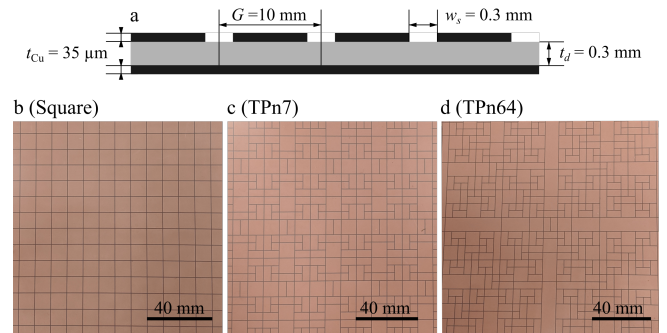 a
G = 10 mm
w_s = 0.3 mm
t_Cu = 35 µm
t_d = 0.3 mm
b (Square)
c (TPn7)
d (TPn64)
40 mm
40 mm
40 mm